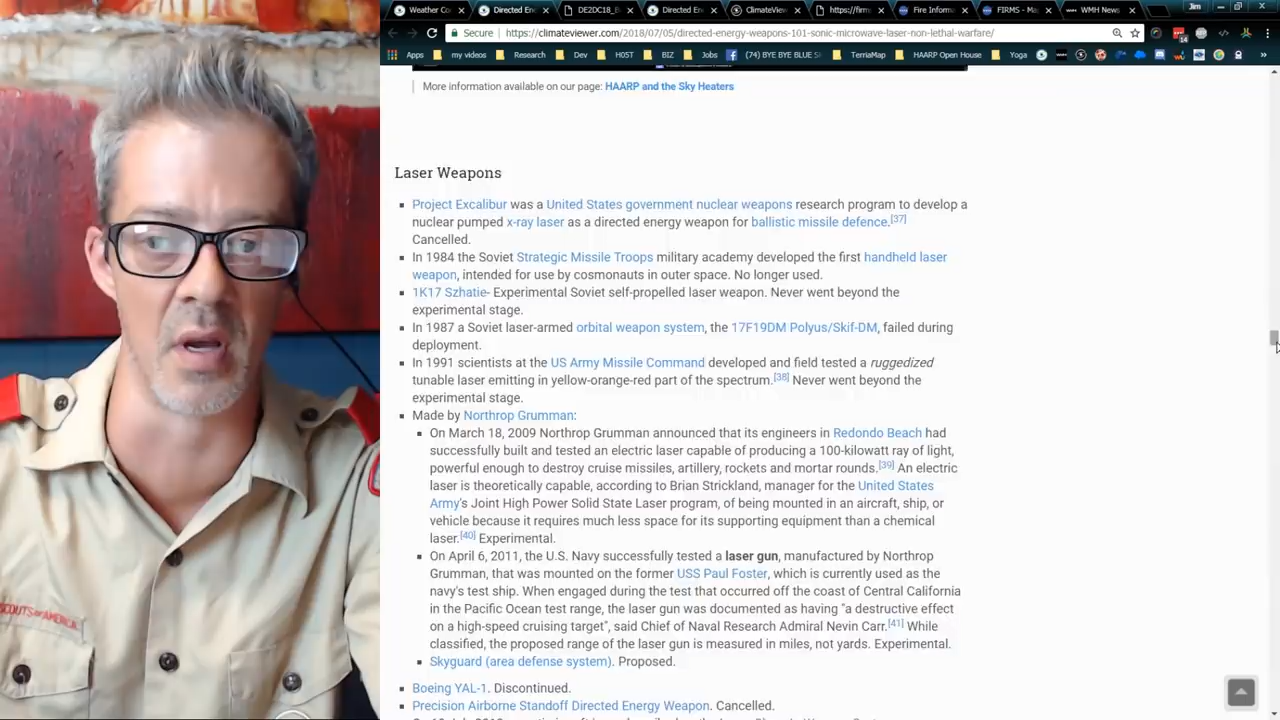 Weather Co
Directed En
DE2DC18_B
Directed En
ClimateView
https://firm
Fire Inform
FIRMS - Ma
WMH News
Jim
Secure
https://climateviewer.com/2018/07/05/directed-energy-weapons-101-sonic-microwave-laser-non-lethal-warfare/
Apps my videos Research Dev H0ST BIZ Jobs (74) BYE BYE BLUE S TerriaMap HAARP Open House Yoga
More information available on our page: HAARP and the Sky Heaters
Laser Weapons
Project Excalibur was a United States government nuclear weapons research program to develop a
nuclear pumped x-ray laser as a directed energy weapon for ballistic missile defence.[37]
Cancelled.
In 1984 the Soviet Strategic Missile Troops military academy developed the first handheld laser
weapon, intended for use by cosmonauts in outer space. No longer used.
1K17 Szhatie- Experimental Soviet self-propelled laser weapon. Never went beyond the
experimental stage.
In 1987 a Soviet laser-armed orbital weapon system, the 17F19DM Polyus/Skif-DM, failed during
deployment.
In 1991 scientists at the US Army Missile Command developed and field tested a ruggedized
tunable laser emitting in yellow-orange-red part of the spectrum.[38] Never went beyond the
experimental stage.
Made by Northrop Grumman:
On March 18, 2009 Northrop Grumman announced that its engineers in Redondo Beach had
successfully built and tested an electric laser capable of producing a 100-kilowatt ray of light,
powerful enough to destroy cruise missiles, artillery, rockets and mortar rounds.[39] An electric
laser is theoretically capable, according to Brian Strickland, manager for the United States
Army's Joint High Power Solid State Laser program, of being mounted in an aircraft, ship, or
vehicle because it requires much less space for its supporting equipment than a chemical
laser.[40] Experimental.
On April 6, 2011, the U.S. Navy successfully tested a laser gun, manufactured by Northrop
Grumman, that was mounted on the former USS Paul Foster, which is currently used as the
navy's test ship. When engaged during the test that occurred off the coast of Central California
in the Pacific Ocean test range, the laser gun was documented as having "a destructive effect
on a high-speed cruising target", said Chief of Naval Research Admiral Nevin Carr.[41] While
classified, the proposed range of the laser gun is measured in miles, not yards. Experimental.
Skyguard (area defense system). Proposed.
Boeing YAL-1. Discontinued.
Precision Airborne Standoff Directed Energy Weapon. Cancelled.
SCOUTS OF AMERICA